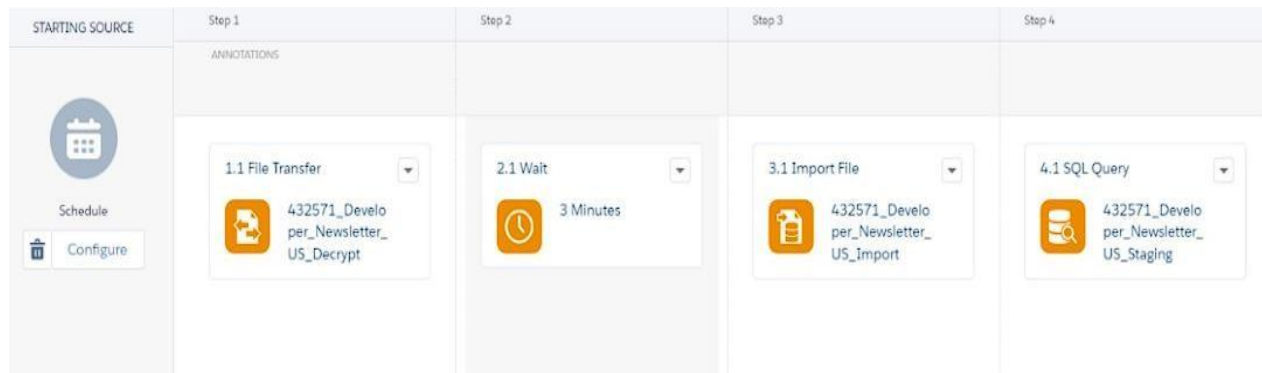 STARTING SOURCE
Step 1
Step 2
Step 3
Step 4
ANNOTATIONS
Schedule
Configure
1.1 File Transfer
432571_Develo
per_Newsletter_
US_Decrypt
2.1 Wait
3 Minutes
3.1 Import File
432571_Develo
per_Newsletter_
US_Import
4.1 SQL Query
432571_Develo
per_Newsletter_
US_Staging